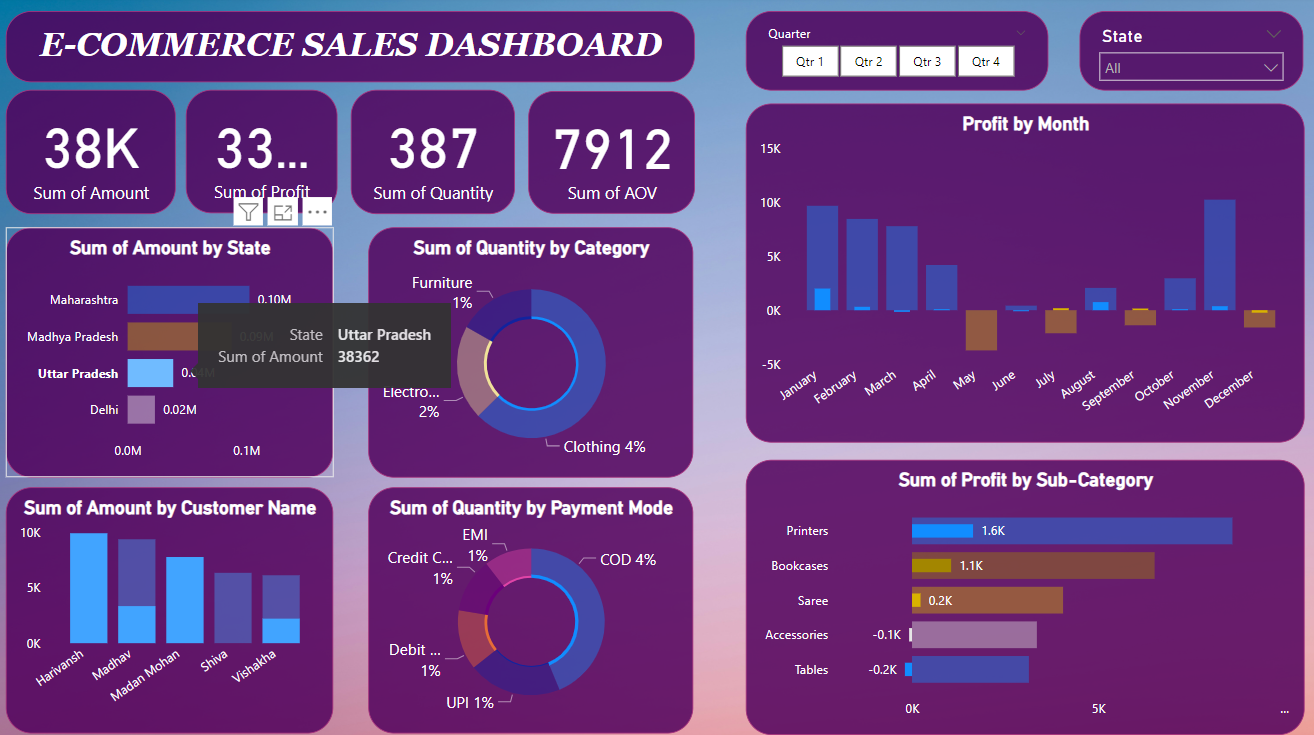 E-COMMERCE SALES DASHBOARD
Quarter
Qtr 1
Qtr 2
Qtr 3
Qtr 4
State
All
38K
Sum of Amount
33...
Sum of Profit
387
Sum of Quantity
7912
Sum of AOV
Sum of Amount by State
Maharashtra 0.10M
Madhya Pradesh 0.09M
Uttar Pradesh
Delhi 0.02M
0.0M 0.1M
State Uttar Pradesh
Sum of Amount 38362
Sum of Quantity by Category
Furniture
1%
Electro...
2%
Clothing 4%
Profit by Month
15K
10K
5K
0K
-5K
January
February
March
April
May
June
July
August
September
October
November
December
Sum of Amount by Customer Name
10K
5K
0K
Harivansh
Madhav
Madan Mohan
Shiva
Vishakha
Sum of Quantity by Payment Mode
EMI
1%
Credit C...
1%
Debit ...
1%
UPI 1%
COD 4%
Sum of Profit by Sub-Category
Printers 1.6K
Bookcases 1.1K
Saree 0.2K
Accessories -0.1K
Tables -0.2K
0K 5K ...